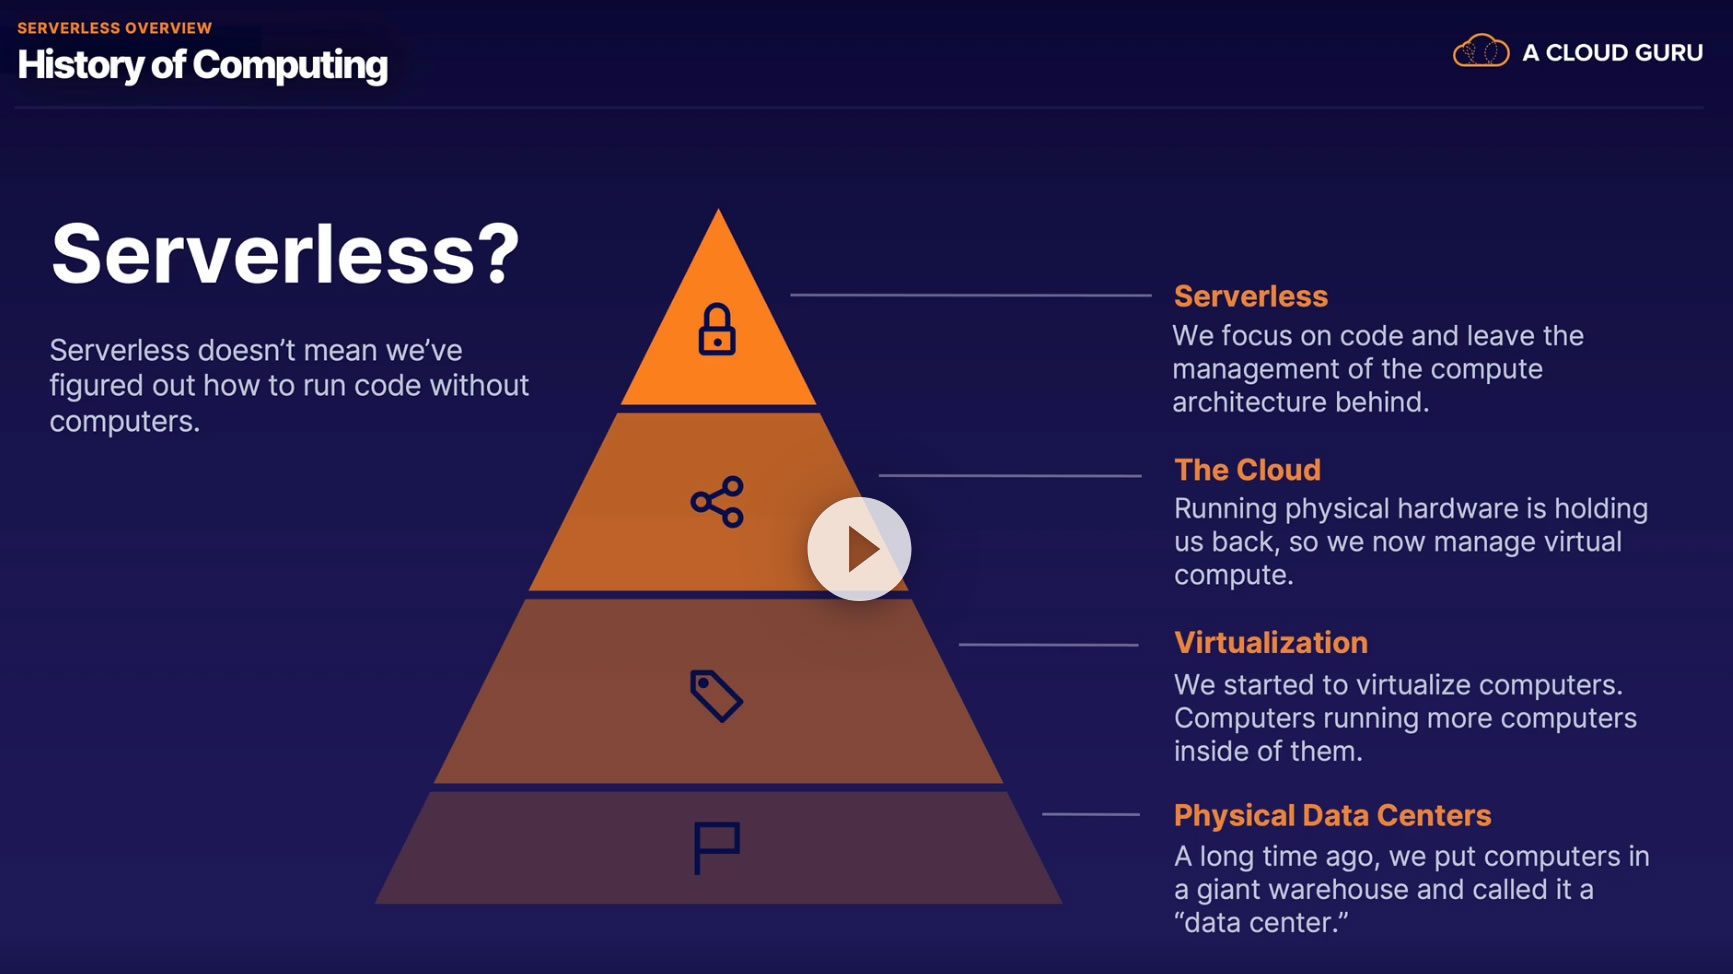 SERVERLESS OVERVIEW
History of Computing
A CLOUD GURU
Serverless?
Serverless doesn’t mean we’ve
figured out how to run code without
computers.
Serverless
We focus on code and leave the
management of the compute
architecture behind.
The Cloud
Running physical hardware is holding
us back, so we now manage virtual
compute.
Virtualization
We started to virtualize computers.
Computers running more computers
inside of them.
Physical Data Centers
A long time ago, we put computers in
a giant warehouse and called it a
“data center.”